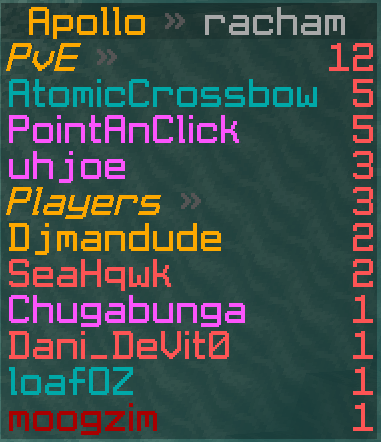 Apollo » racham
PvE » 12
AtomicCrossbow 5
PointAnClick 5
uhjoe 3
Players » 3
Djmandude 2
SeaHqwk 2
Chugabunga 1
Dani_DeVit0 1
loafOZ 1
moogzim 1